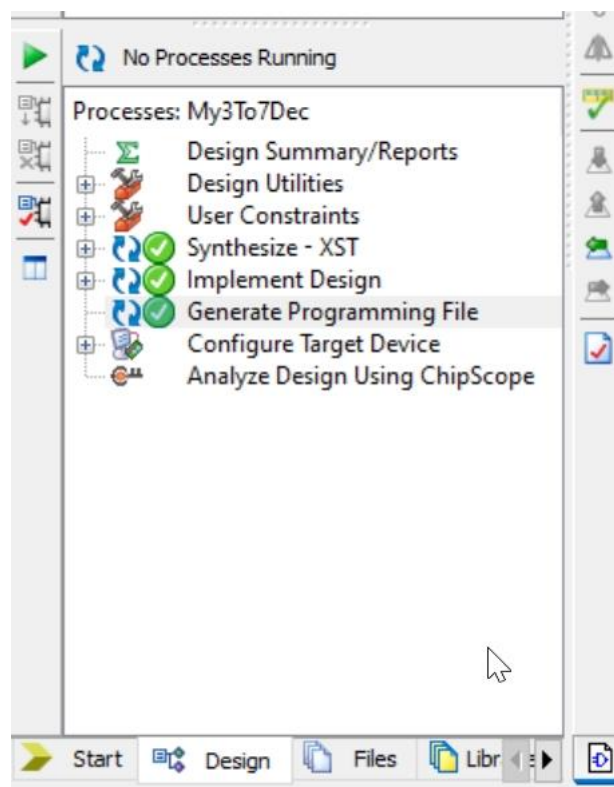 No Processes Running
Processes: My3To7Dec
Design Summary/Reports
Design Utilities
User Constraints
Synthesize - XST
Implement Design
Generate Programming File
Configure Target Device
Analyze Design Using ChipScope
Start Design Files Libr